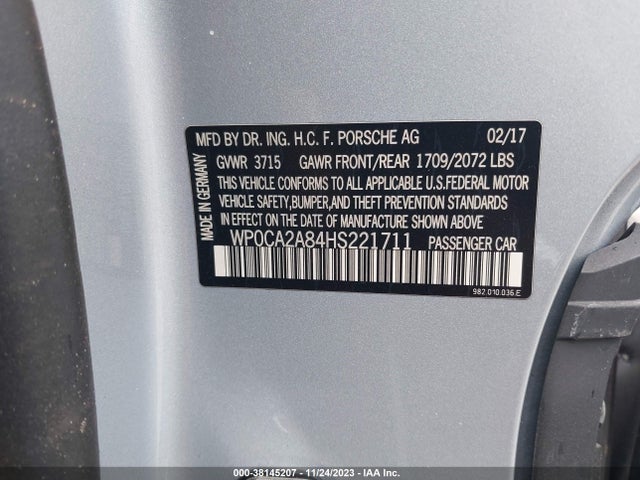 MFD BY DR. ING. H.C. F. PORSCHE AG 02/17
GVWR 3715 GAWR FRONT/REAR 1709/2072 LBS
THIS VEHICLE CONFORMS TO ALL APPLICABLE U.S.FEDERAL MOTOR
VEHICLE SAFETY,BUMPER,AND THEFT PREVENTION STANDARDS
IN EFFECT ON THE DATE OF MANUFACTURE SHOWN ABOVE
WP0CA2A84HS221711 PASSENGER CAR
MADE IN GERMANY
982.010.036.E
000-38145207 - 11/24/2023 - IAA Inc.